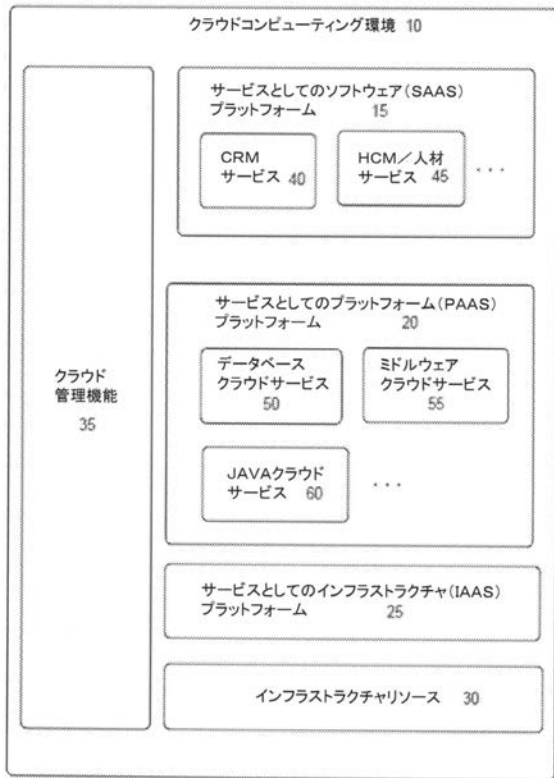 クラウドコンピューティング環境 10
サービスとしてのソフトウェア(SAAS)
プラットフォーム 15
CRM
サービス 40
HCM／人材
サービス 45
...
サービスとしてのプラットフォーム(PAAS)
プラットフォーム 20
データベース
クラウドサービス
50
ミドルウェア
クラウドサービス
55
クラウド
管理機能
35
JAVAクラウド
サービス 60
...
サービスとしてのインフラストラクチャ(IAAS)
プラットフォーム 25
インフラストラクチャリソース 30